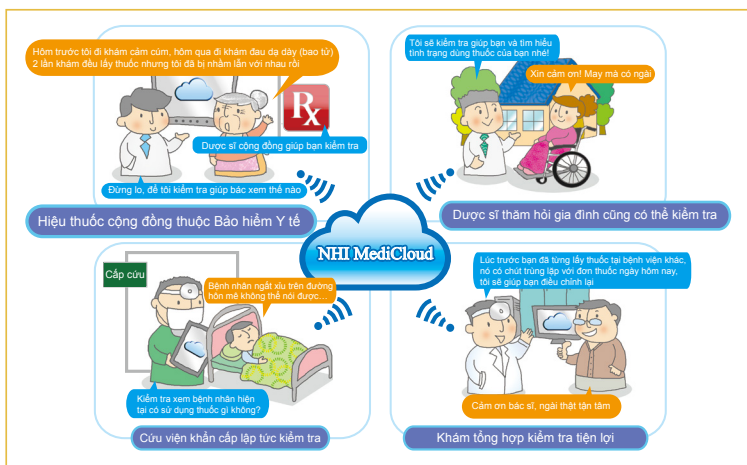 Hôm trước tôi đi khám cảm cúm, hôm qua đi khám đau dạ dày (bao tử)
2 lần khám đều lấy thuốc nhưng tôi đã bị nhầm lẫn với nhau rồi
Rx
Dược sĩ cộng đồng giúp bạn kiểm tra
Đừng lo, để tôi kiểm tra giúp bác xem thế nào
Hiệu thuốc cộng đồng thuộc Bảo hiểm Y tế
Tôi sẽ kiểm tra giúp bạn và tìm hiểu
tình trạng dùng thuốc của bạn nhé!
Xin cảm ơn! May mà có ngài
Dược sĩ thăm hỏi gia đình cũng có thể kiểm tra
NHI MediCloud
Cấp cứu
Bệnh nhân ngất xỉu trên đường
hôn mê không thể nói được...
Kiểm tra xem bệnh nhân hiện
tại có sử dụng thuốc gì không?
Cứu viện khẩn cấp lập tức kiểm tra
Lúc trước bạn đã từng lấy thuốc tại bệnh viện khác,
nó có chút trùng lặp với đơn thuốc ngày hôm nay,
tôi sẽ giúp bạn điều chỉnh lại
Cảm ơn bác sĩ, ngài thật tận tâm
Khám tổng hợp kiểm tra tiện lợi